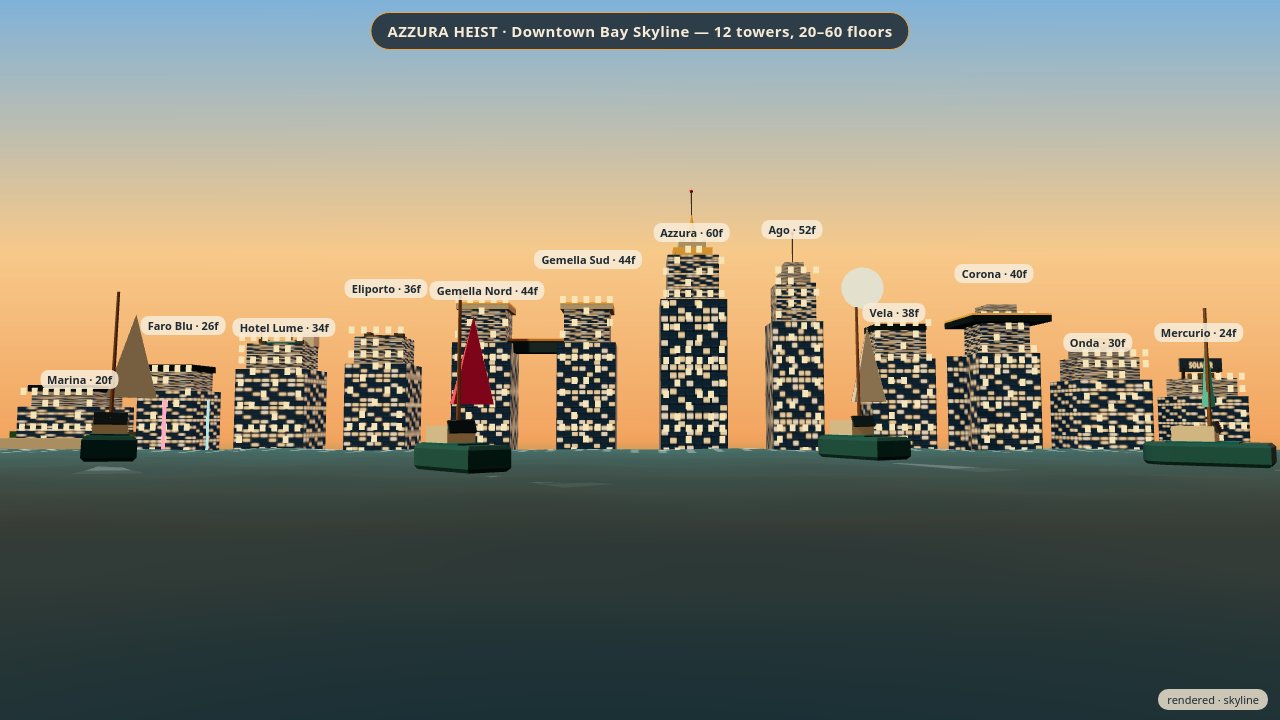 AZZURA HEIST · Downtown Bay Skyline — 12 towers, 20–60 floors
Azzura · 60f
Ago · 52f
Gemella Sud · 44f
Corona · 40f
Eliporto · 36f
Gemella Nord · 44f
Vela · 38f
Faro Blu · 26f
Hotel Lume · 34f
Mercurio · 24f
Onda · 30f
Marina · 20f
rendered · skyline